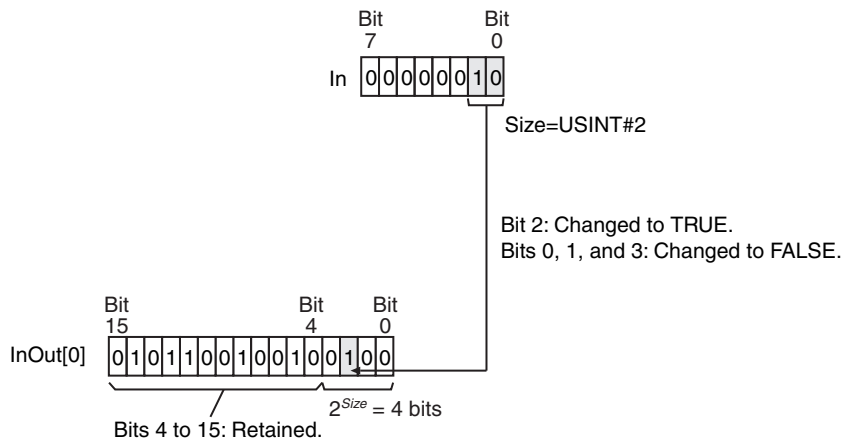 Bit Bit
7 0
In 0 0 0 0 0 0 1 0
Size=USINT#2
Bit 2: Changed to TRUE.
Bits 0, 1, and 3: Changed to FALSE.
Bit Bit Bit
15 4 0
InOut[0] 0 1 0 1 1 0 0 1 0 0 1 0 0 1 0 0
2^Size = 4 bits
Bits 4 to 15: Retained.